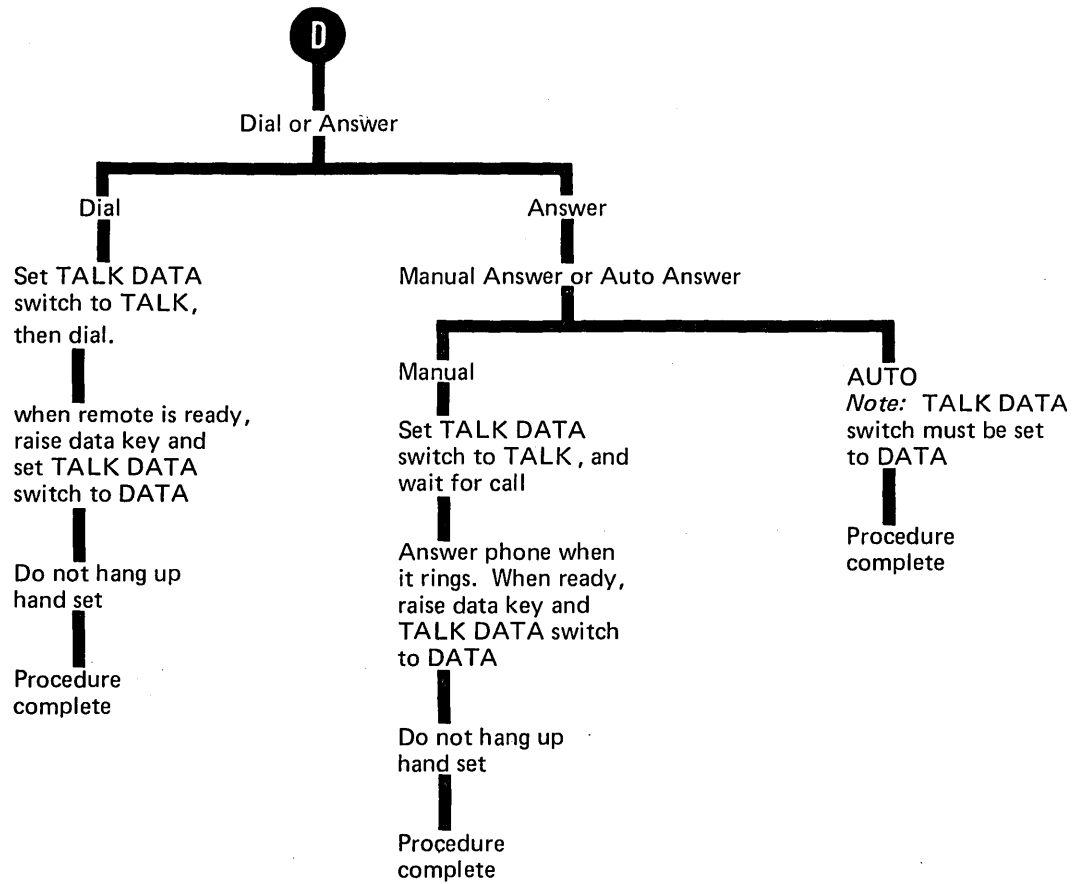 D
Dial or Answer
Dial
Answer
Set TALK DATA
switch to TALK,
then dial.
when remote is ready,
raise data key and
set TALK DATA
switch to DATA
Do not hang up
hand set
Procedure
complete
Manual Answer or Auto Answer
Manual
Set TALK DATA
switch to TALK, and
wait for call
Answer phone when
it rings. When ready,
raise data key and
TALK DATA switch
to DATA
Do not hang up
hand set
Procedure
complete
AUTO
Note: TALK DATA
switch must be set
to DATA
Procedure
complete